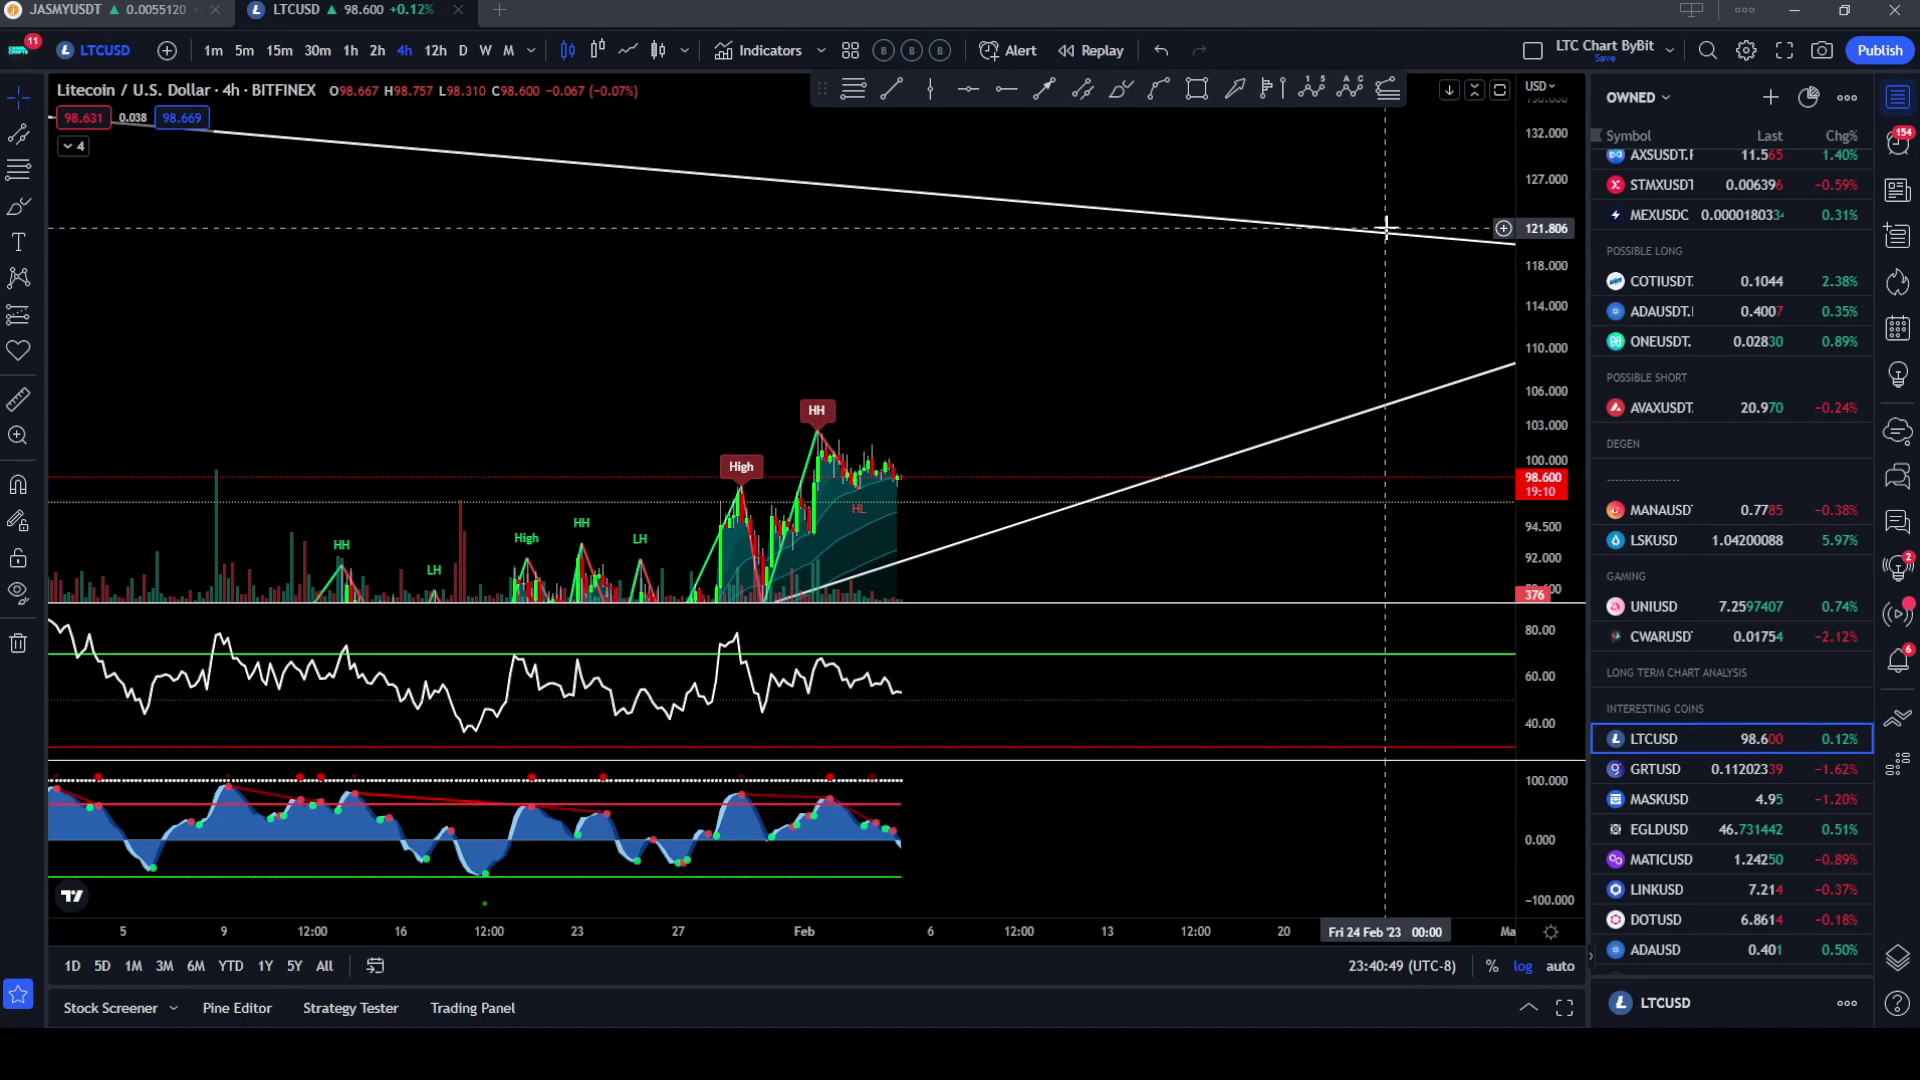 JASMYUSDT ▲ 0.0055120
LTCUSD ▲ 98.600 +0.12%
11
LTCUSD
1m 5m 15m 30m 1h 2h 4h 12h D W M
Indicators
B B B
Alert
Replay
LTC Chart ByBit
Save
Publish
Litecoin / U.S. Dollar · 4h · BITFINEX O98.667 H98.757 L98.310 C98.600 −0.067 (−0.07%)
98.631 0.038 98.669
4
USD
132.000
127.000
121.806
118.000
114.000
110.000
106.000
103.000
100.000
98.600
19:10
94.500
92.000
376
HH
High
HL
HH
High
LH
HH
LH
80.00
60.00
40.00
100.000
0.000
−100.000
5 9 12:00 16 12:00 23 27 Feb 6 12:00 13 12:00 20 Fri 24 Feb '23 00:00 Ma
1D 5D 1M 3M 6M YTD 1Y 5Y All
23:40:49 (UTC-8) % log auto
Stock Screener Pine Editor Strategy Tester Trading Panel
OWNED
Symbol Last Chg%
AXSUSDT.I 11.565 1.40%
STMXUSDT 0.006396 −0.59%
MEXUSDC 0.0000180334 0.31%
POSSIBLE LONG
COTIUSDT. 0.1044 2.38%
ADAUSDT.I 0.4007 0.35%
ONEUSDT. 0.02830 0.89%
POSSIBLE SHORT
AVAXUSDT. 20.970 −0.24%
DEGEN
-----------------
MANAUSD 0.7785 −0.38%
LSKUSD 1.04200088 5.97%
GAMING
UNIUSD 7.2597407 0.74%
CWARUSD 0.01754 −2.12%
LONG TERM CHART ANALYSIS
INTERESTING COINS
LTCUSD 98.600 0.12%
GRTUSD 0.11202339 −1.62%
MASKUSD 4.95 −1.20%
EGLDUSD 46.731442 0.51%
MATICUSD 1.24250 −0.89%
LINKUSD 7.214 −0.37%
DOTUSD 6.8614 −0.18%
ADAUSD 0.401 0.50%
LTCUSD
154
2
6